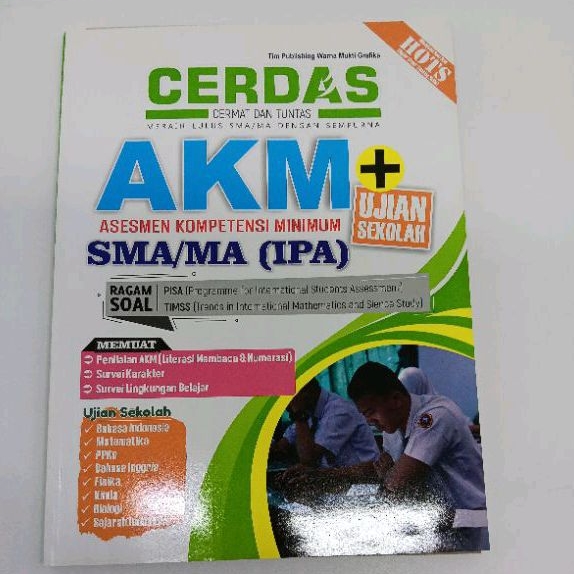 Tim Publishing Warna Mukti Grafika
HOTS
CERDAS
CERMAT DAN TUNTAS
MERAIH LULUS SMA/MA DENGAN SEMPURNA
AKM+
UJIAN
SEKOLAH
ASESMEN KOMPETENSI MINIMUM
SMA/MA (IPA)
RAGAM
SOAL
PISA (Programme for International Students Assessment)
TIMSS (Trends in International Mathematics and Sience Study)
MEMUAT
Penilaian AKM (Literasi Membaca & Numerasi)
Survei Karakter
Survei Lingkungan Belajar
Ujian Sekolah
Bahasa Indonesia
Matematika
PPKn
Bahasa Inggris
Fisika
Kimia
Biologi
Sejarah